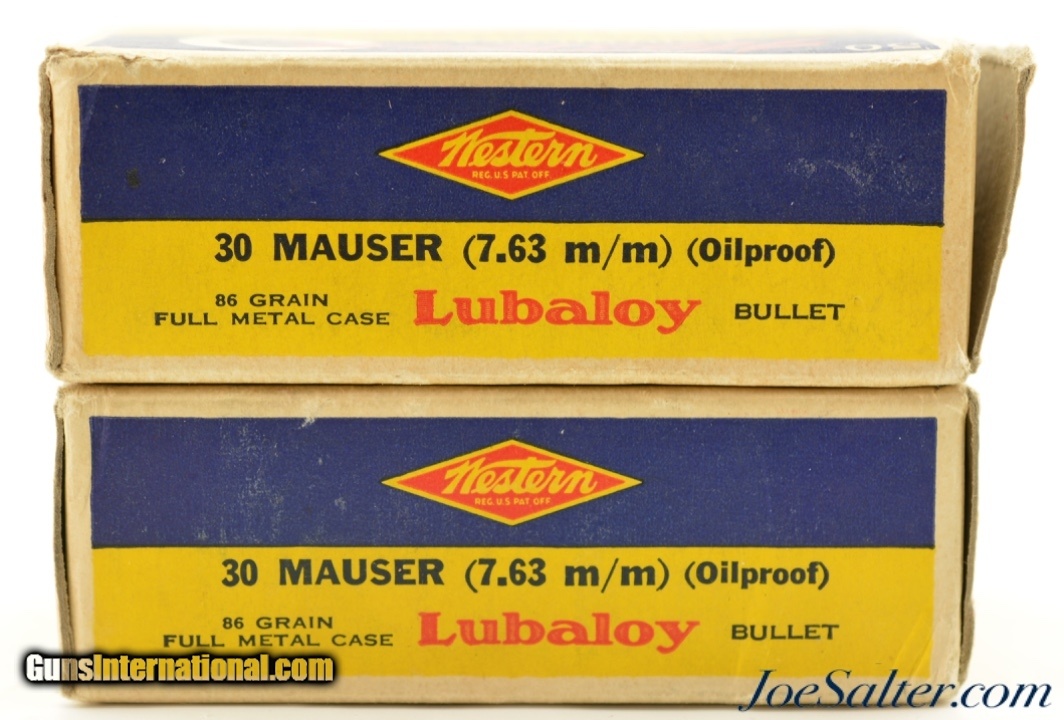 50
Western
REG. U.S PAT. OFF.
30 MAUSER (7.63 m/m) (Oilproof)
86 GRAIN
FULL METAL CASE Lubaloy BULLET
Western
REG. U.S PAT OFF.
30 MAUSER (7.63 m/m) (Oilproof)
86 GRAIN
FULL METAL CASE Lubaloy BULLET
GunsInternational.com
JoeSalter.com